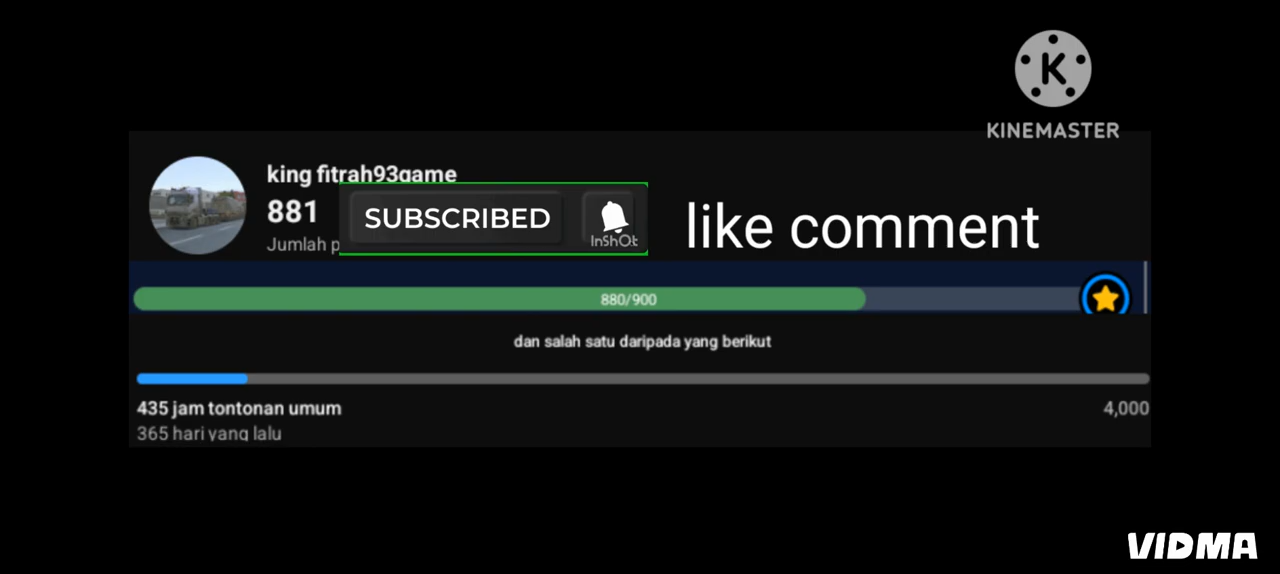 KINEMASTER
king fitrah93game
881
Jumlah
SUBSCRIBED
InShOt
like comment
880/900
dan salah satu daripada yang berikut
435 jam tontonan umum
4,000
365 hari yang lalu
VIDMA